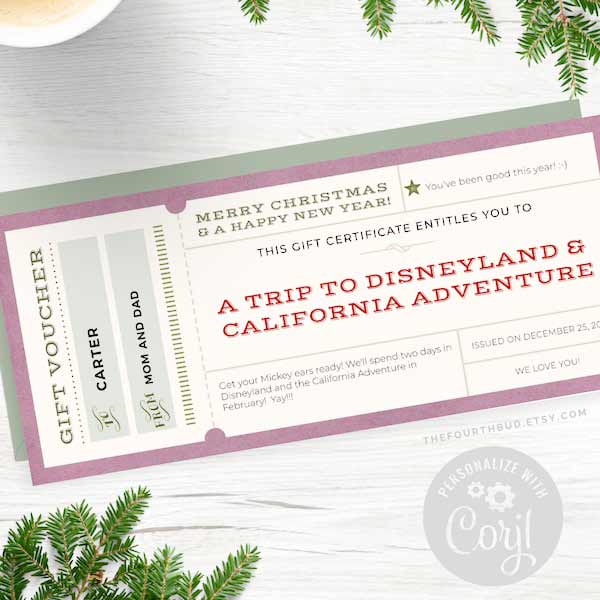 GIFT VOUCHER
TO
CARTER
FROM
MOM AND DAD
MERRY CHRISTMAS
& A HAPPY NEW YEAR!
You've been good this year! :-)
THIS GIFT CERTIFICATE ENTITLES YOU TO
A TRIP TO DISNEYLAND &
CALIFORNIA ADVENTURE
Get your Mickey ears ready! We'll spend two days in
Disneyland and the California Adventure in
February! Yay!!!
ISSUED ON DECEMBER 25, 20
WE LOVE YOU!
THEFOURTHBUD.ETSY.COM
PERSONALIZE WITH
Corjl